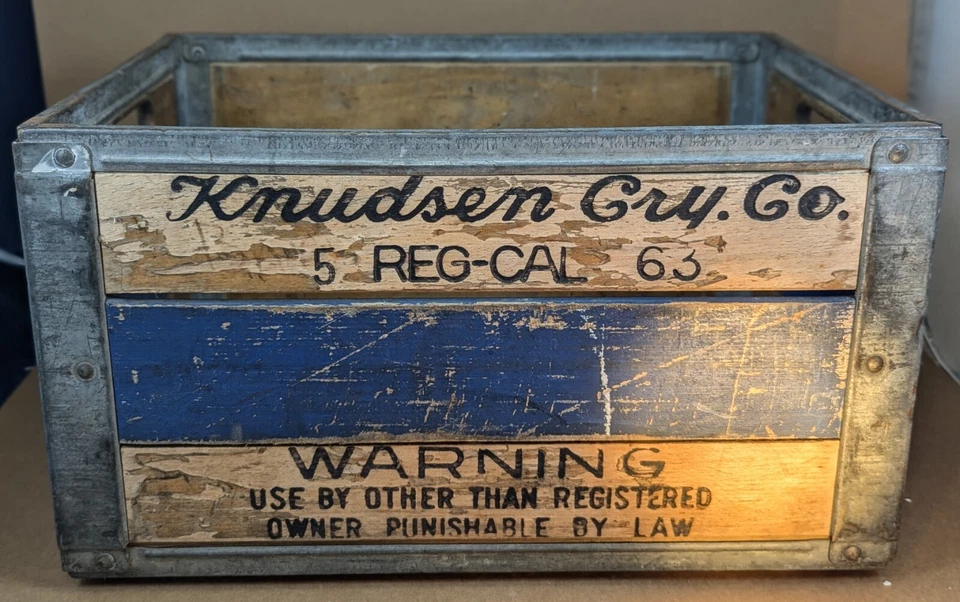 Knudsen Cry. Co.
5 REG-CAL 63
WARNING
USE BY OTHER THAN REGISTERED
OWNER PUNISHABLE BY LAW